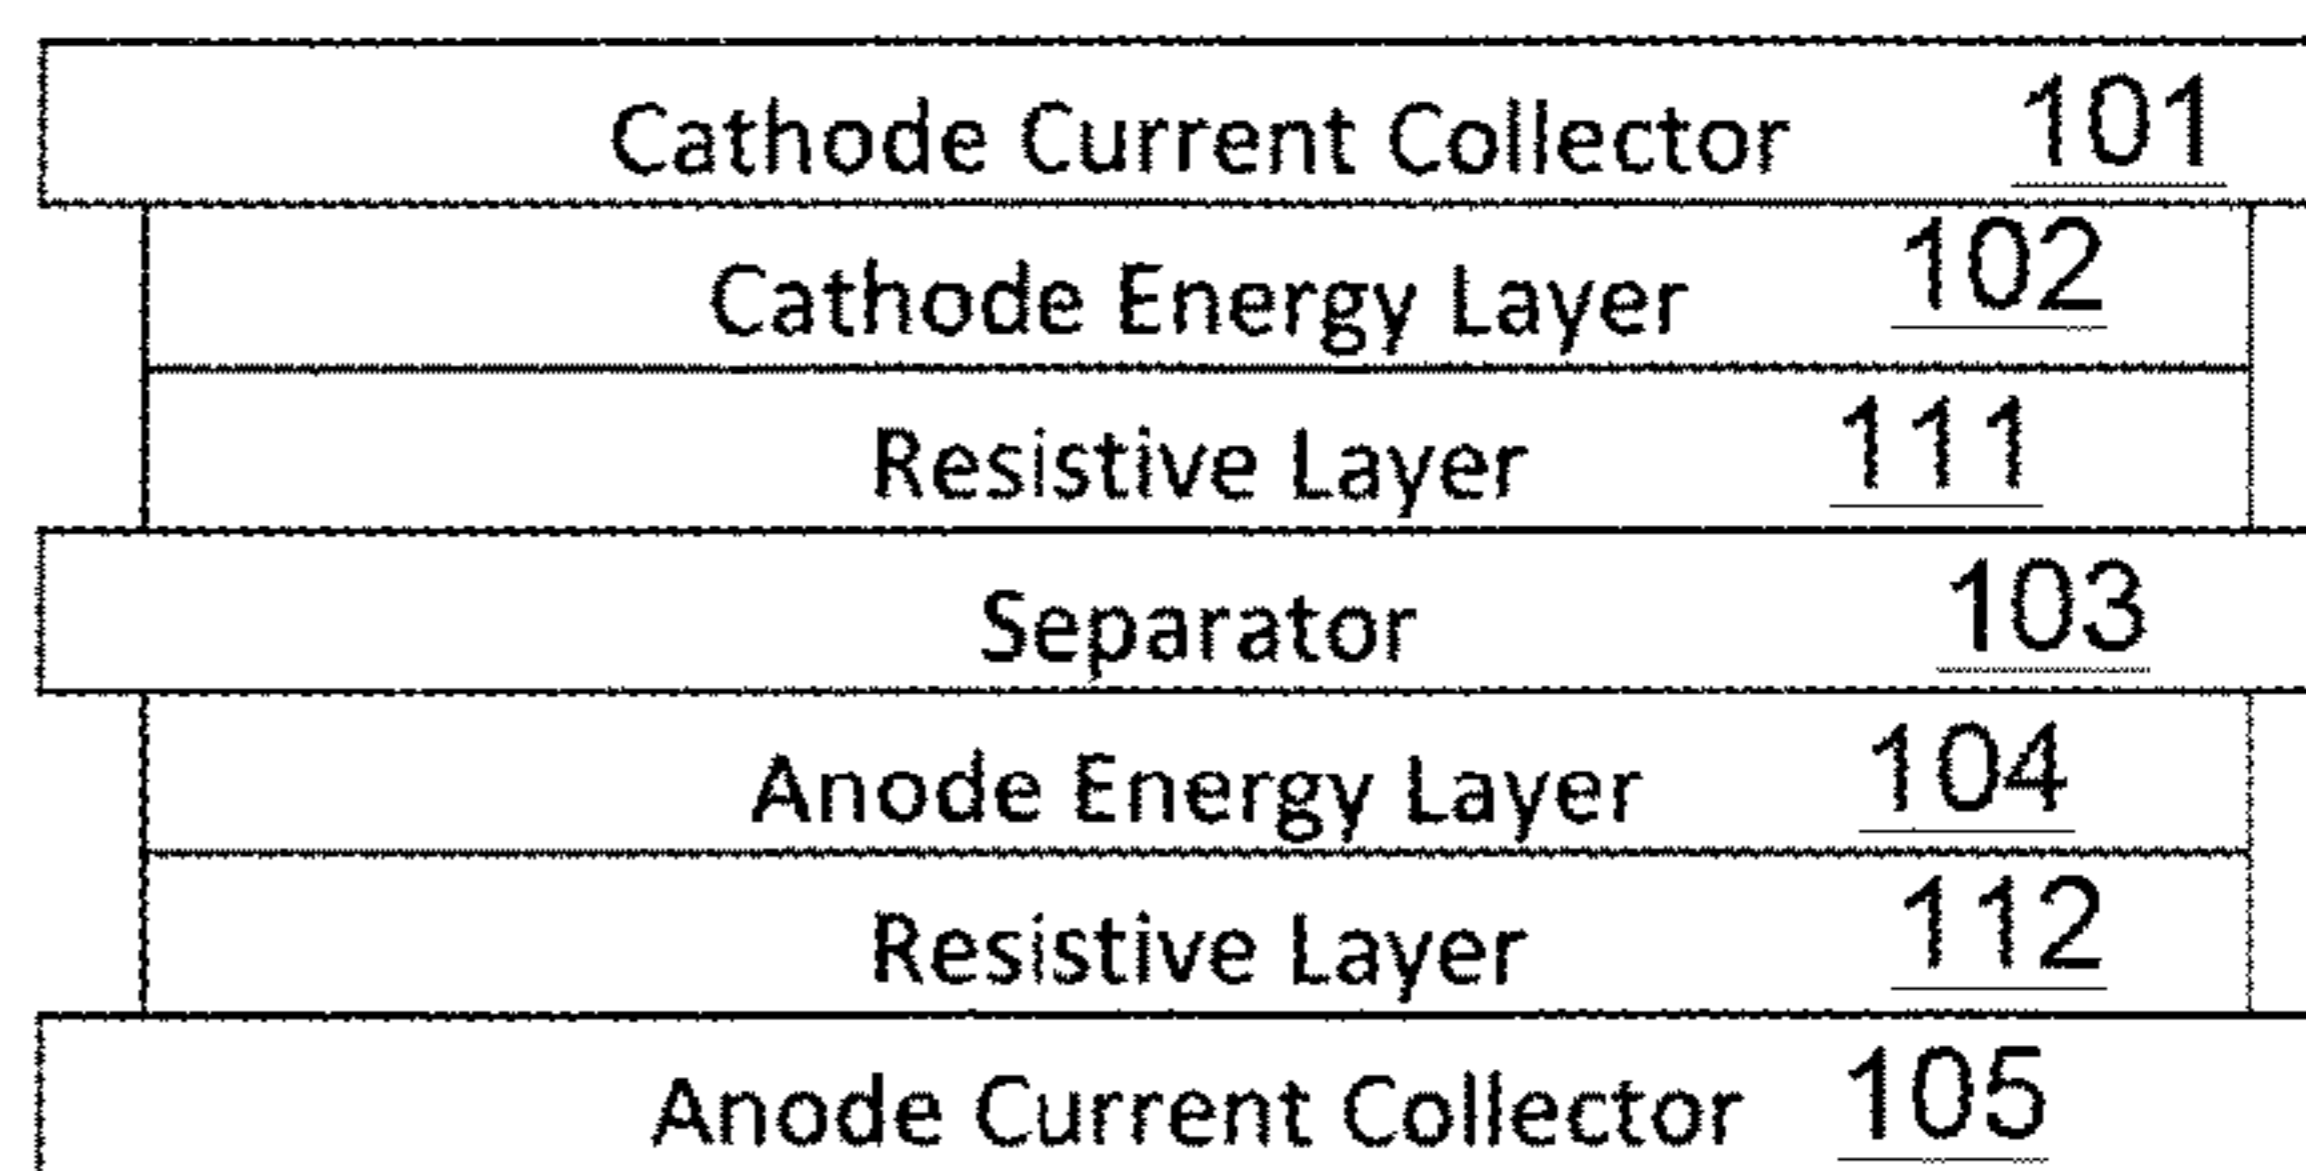 Cathode Current Collector 101
Cathode Energy Layer 102
Resistive Layer 111
Separator 103
Anode Energy Layer 104
Resistive Layer 112
Anode Current Collector 105